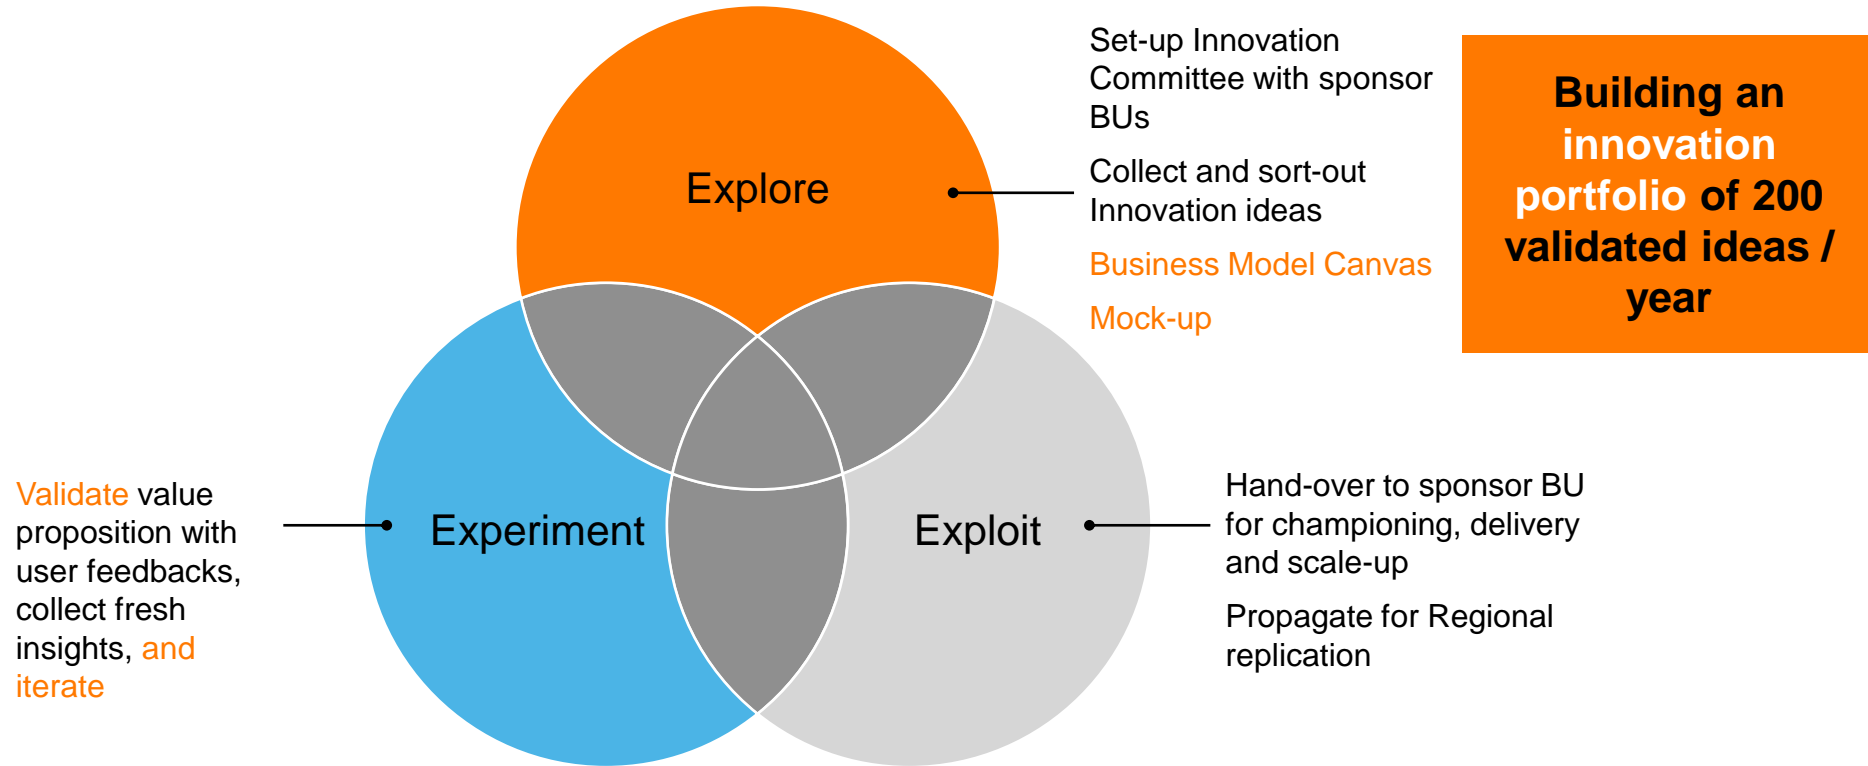 Explore
Set-up Innovation
Committee with sponsor
BUs
Collect and sort-out
Innovation ideas
Business Model Canvas
Mock-up
Building an
innovation
portfolio of 200
validated ideas /
year
Validate value
proposition with
user feedbacks,
collect fresh
insights, and
iterate
Experiment
Exploit
Hand-over to sponsor BU
for championing, delivery
and scale-up
Propagate for Regional
replication